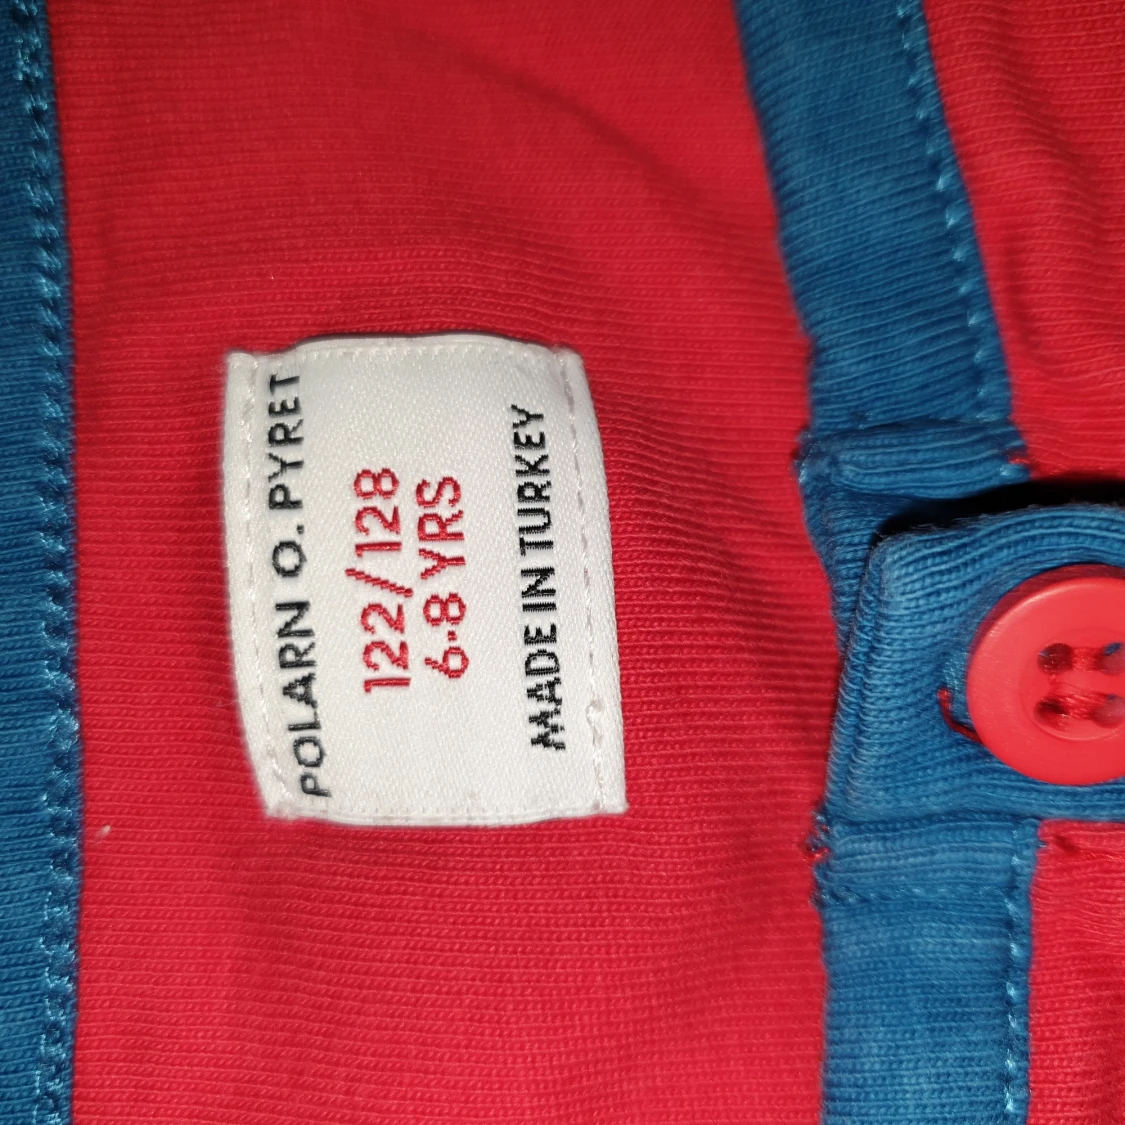 POLARN O. PYRET
122/128
6-8 YRS
MADE IN TURKEY